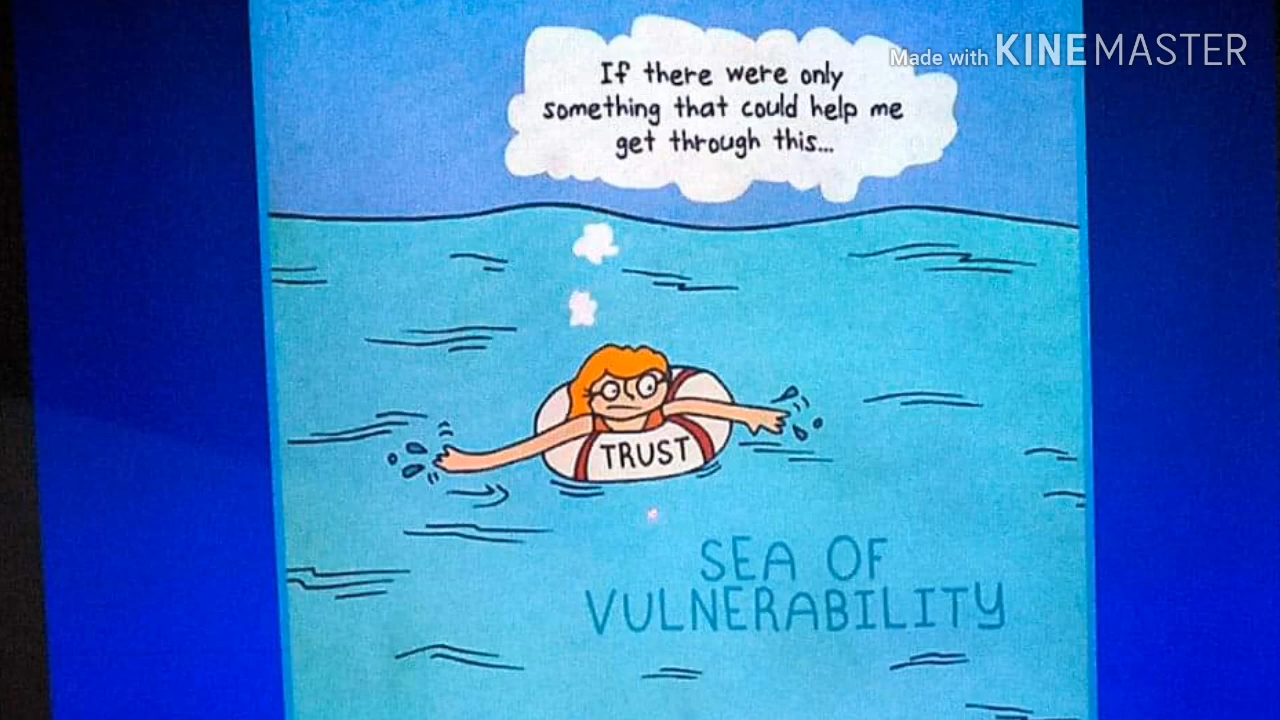 Made with KINEMASTER
If there were only
something that could help me
get through this...
TRUST
SEA OF
VULNERABILITY